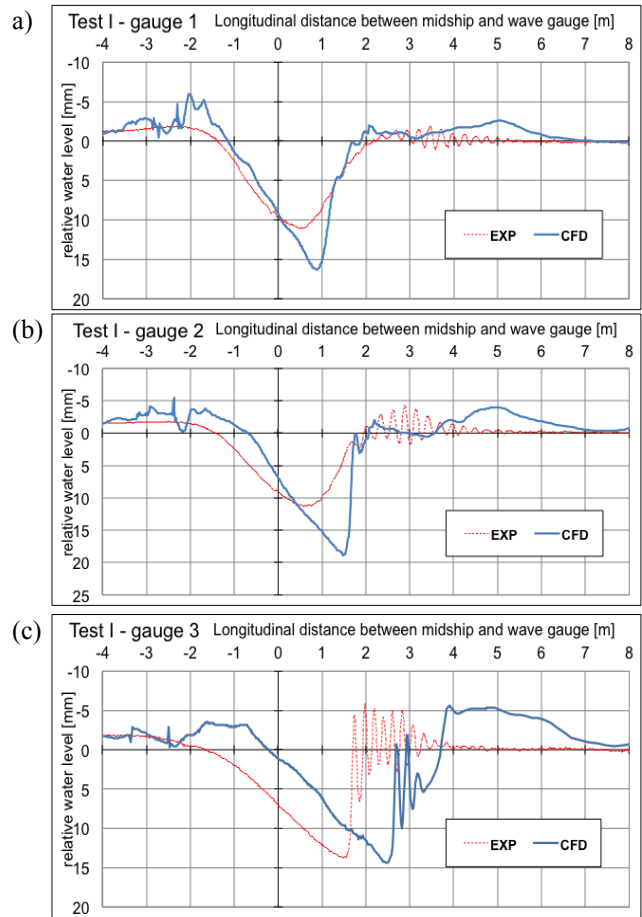 a)
Test I - gauge 1 Longitudinal distance between midship and wave gauge [m]
-4 -3 -2 -1 0 1 2 3 4 5 6 7 8
relative water level [mm]
-10
-5
0
5
10
15
20
EXP CFD
(b)
Test I - gauge 2 Longitudinal distance between midship and wave gauge [m]
-4 -3 -2 -1 0 1 2 3 4 5 6 7 8
relative water level [mm]
-10
-5
0
5
10
15
20
25
EXP CFD
(c)
Test I - gauge 3 Longitudinal distance between midship and wave gauge [m]
-4 -3 -2 -1 0 1 2 3 4 5 6 7 8
relative water level [mm]
-10
-5
0
5
10
15
20
EXP CFD